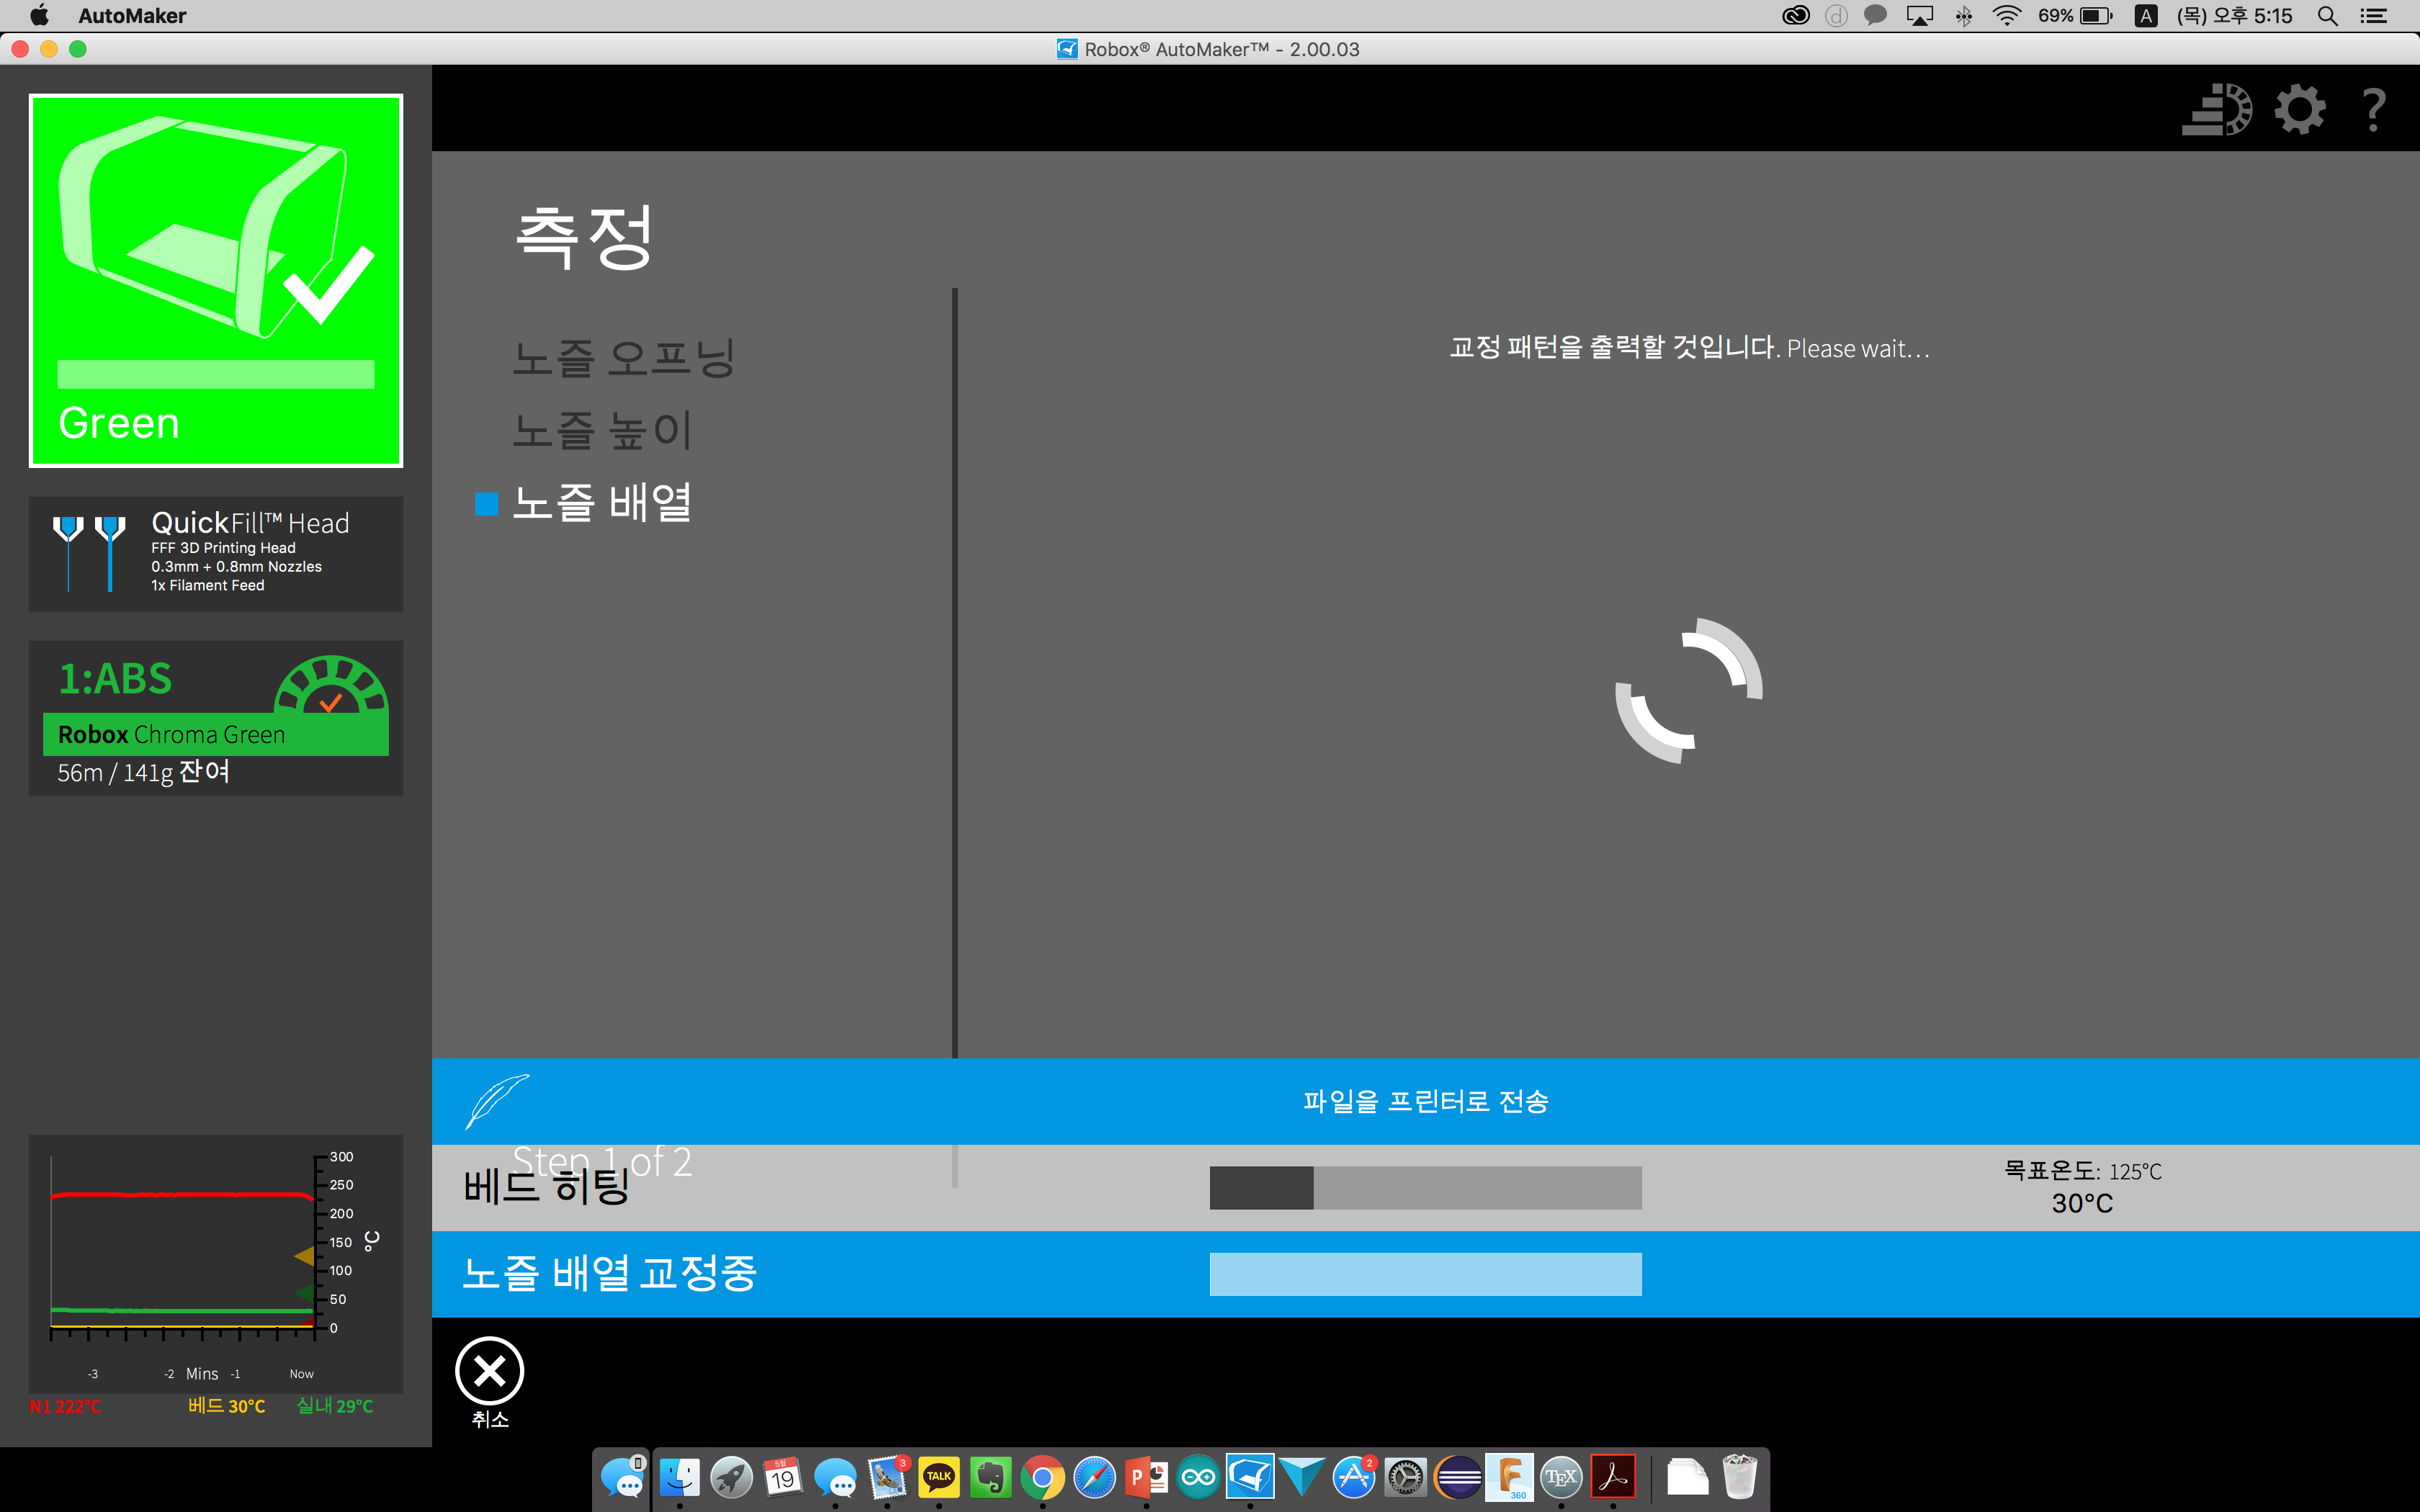 AutoMaker
69%
A
(목) 오후 5:15
Robox® AutoMaker™ - 2.00.03
?
Green
QuickFill™ Head
FFF 3D Printing Head
0.3mm + 0.8mm Nozzles
1x Filament Feed
1:ABS
Robox Chroma Green
56m / 141g 잔여
300
250
200
150
100
50
0
°C
-3
-2
Mins
-1
Now
N1 222°C
베드 30°C
실내 29°C
측정
노즐 오프닝
노즐 높이
노즐 배열
교정 패턴을 출력할 것입니다. Please wait...
파일을 프린터로 전송
Step 1 of 2
베드 히팅
목표온도: 125°C
30°C
노즐 배열 교정중
취소
5월
19
3
TALK
P
2
F
360
TEX